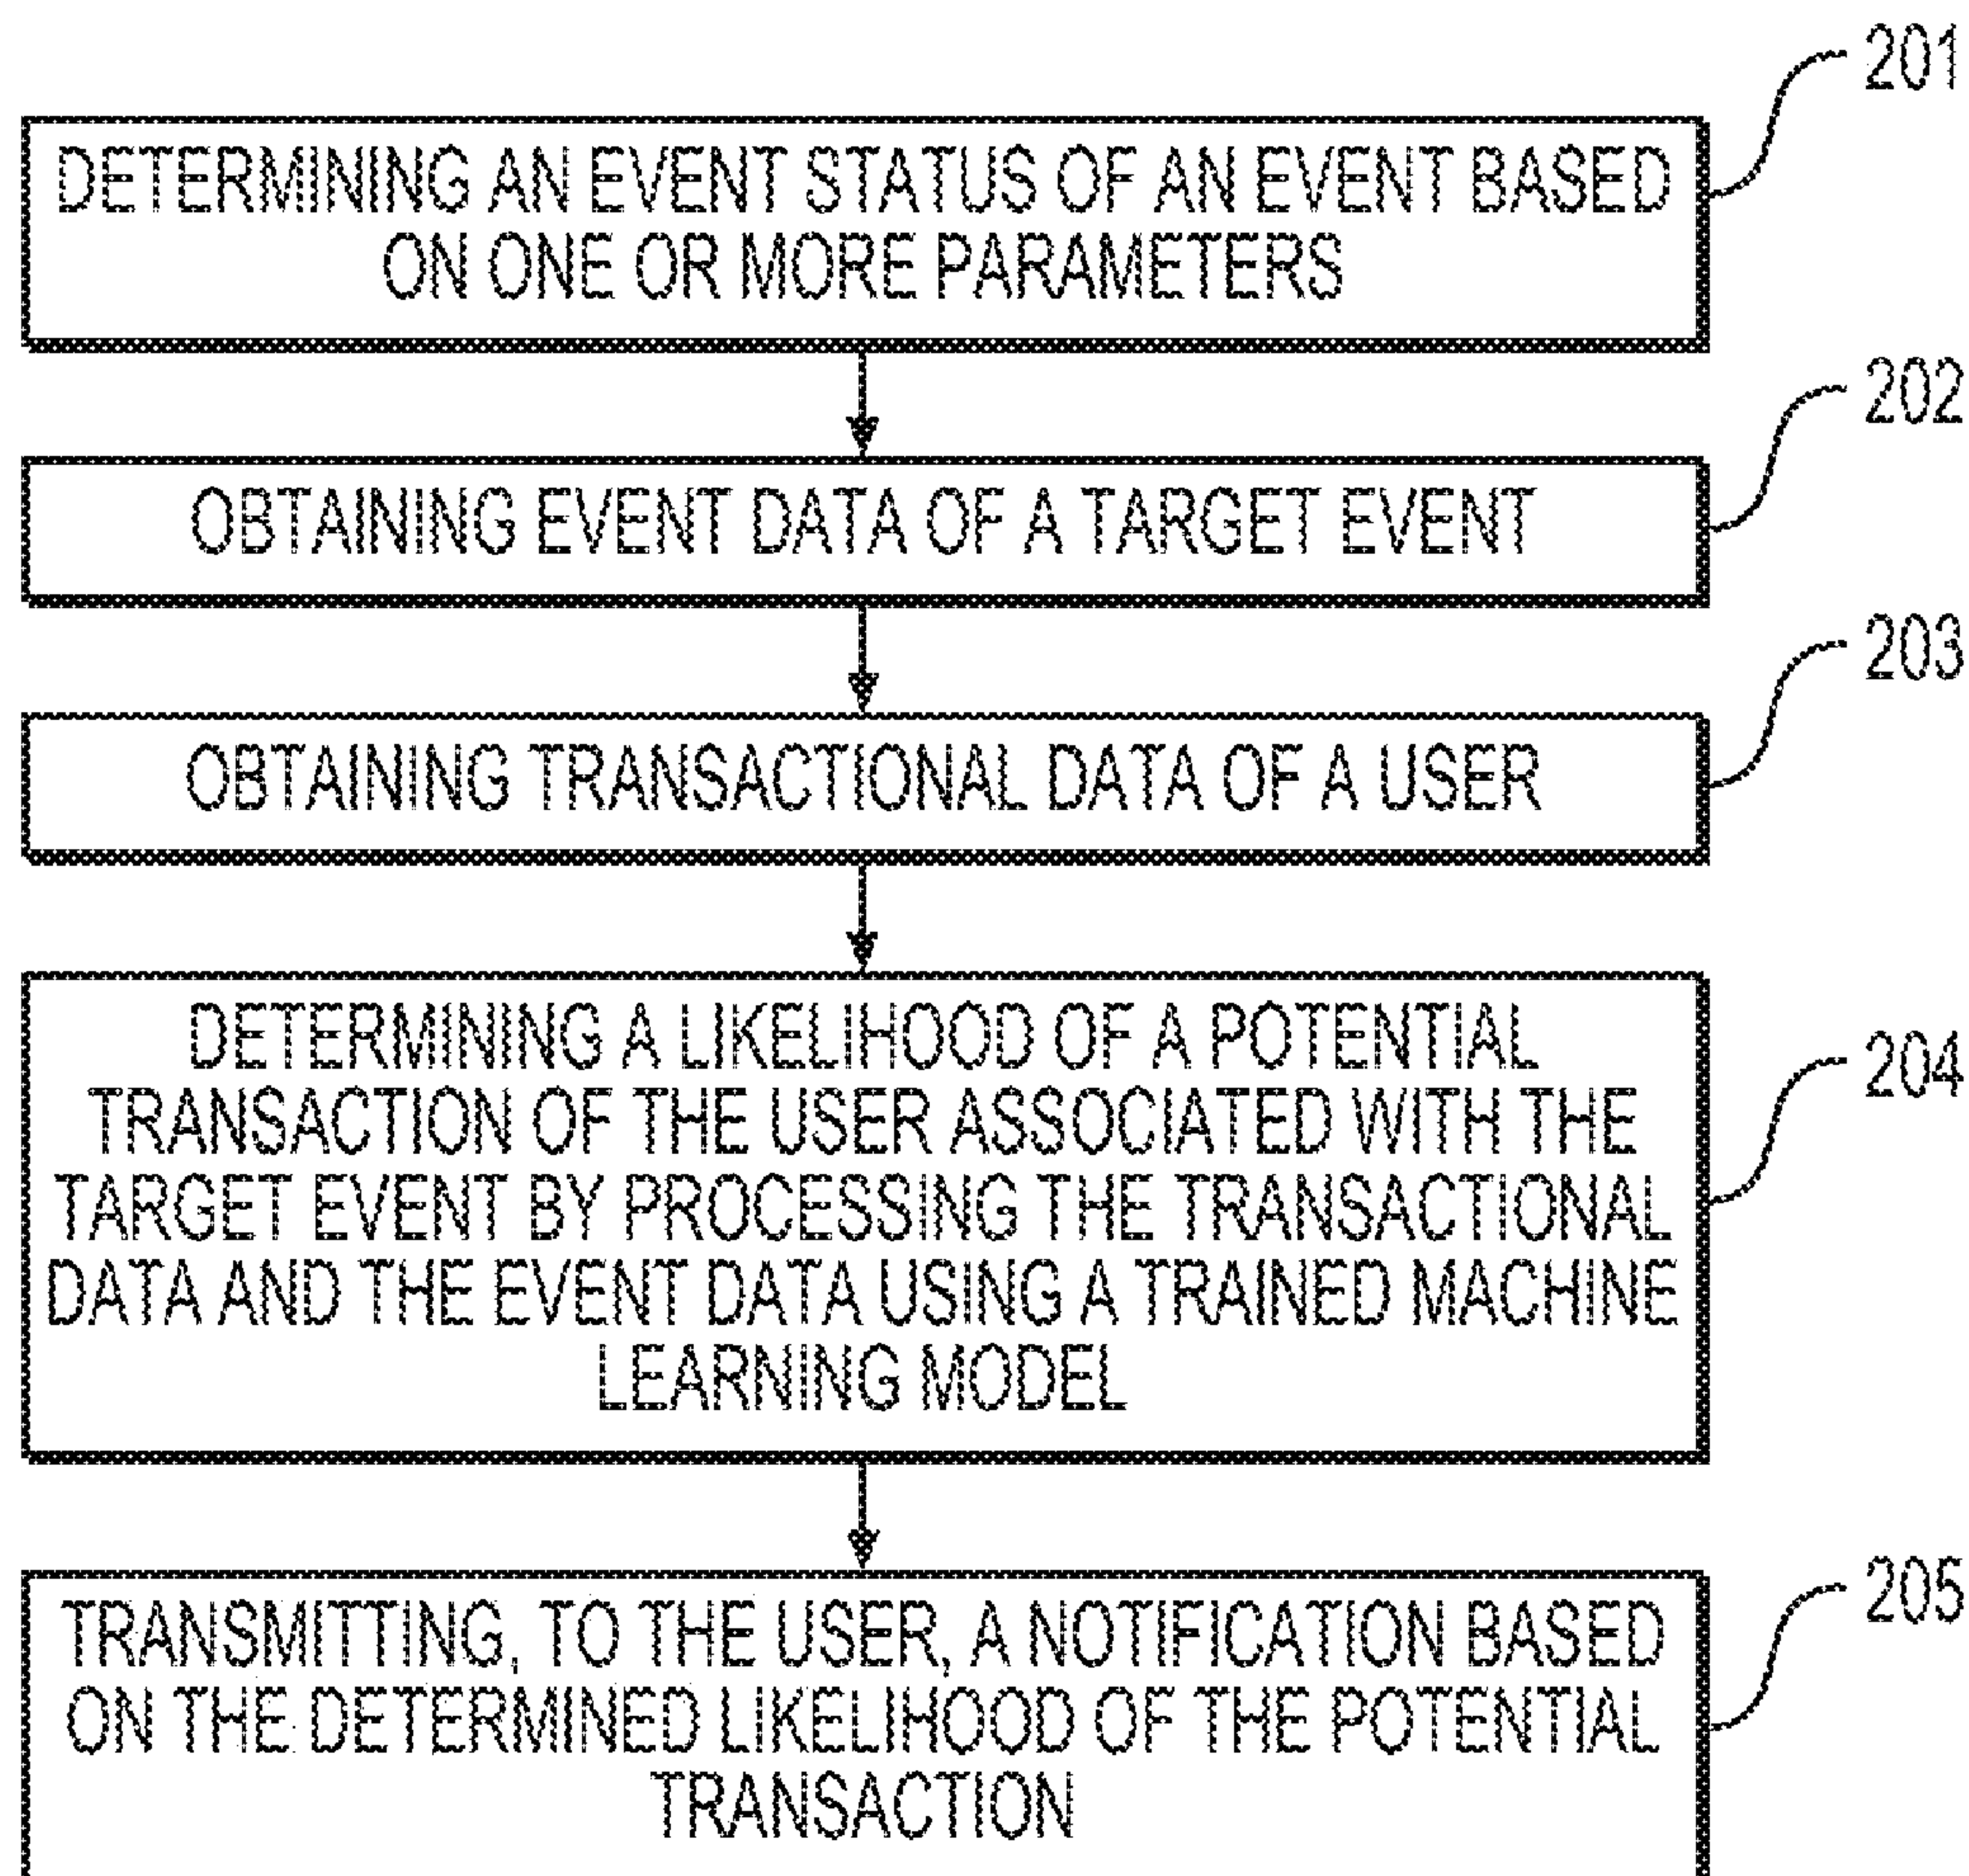 201
DETERMINING AN EVENT STATUS OF AN EVENT BASED
ON ONE OR MORE PARAMETERS
202
OBTAINING EVENT DATA OF A TARGET EVENT
203
OBTAINING TRANSACTIONAL DATA OF A USER
204
DETERMINING A LIKELIHOOD OF A POTENTIAL
TRANSACTION OF THE USER ASSOCIATED WITH THE
TARGET EVENT BY PROCESSING THE TRANSACTIONAL
DATA AND THE EVENT DATA USING A TRAINED MACHINE
LEARNING MODEL
205
TRANSMITTING, TO THE USER, A NOTIFICATION BASED
ON THE DETERMINED LIKELIHOOD OF THE POTENTIAL
TRANSACTION